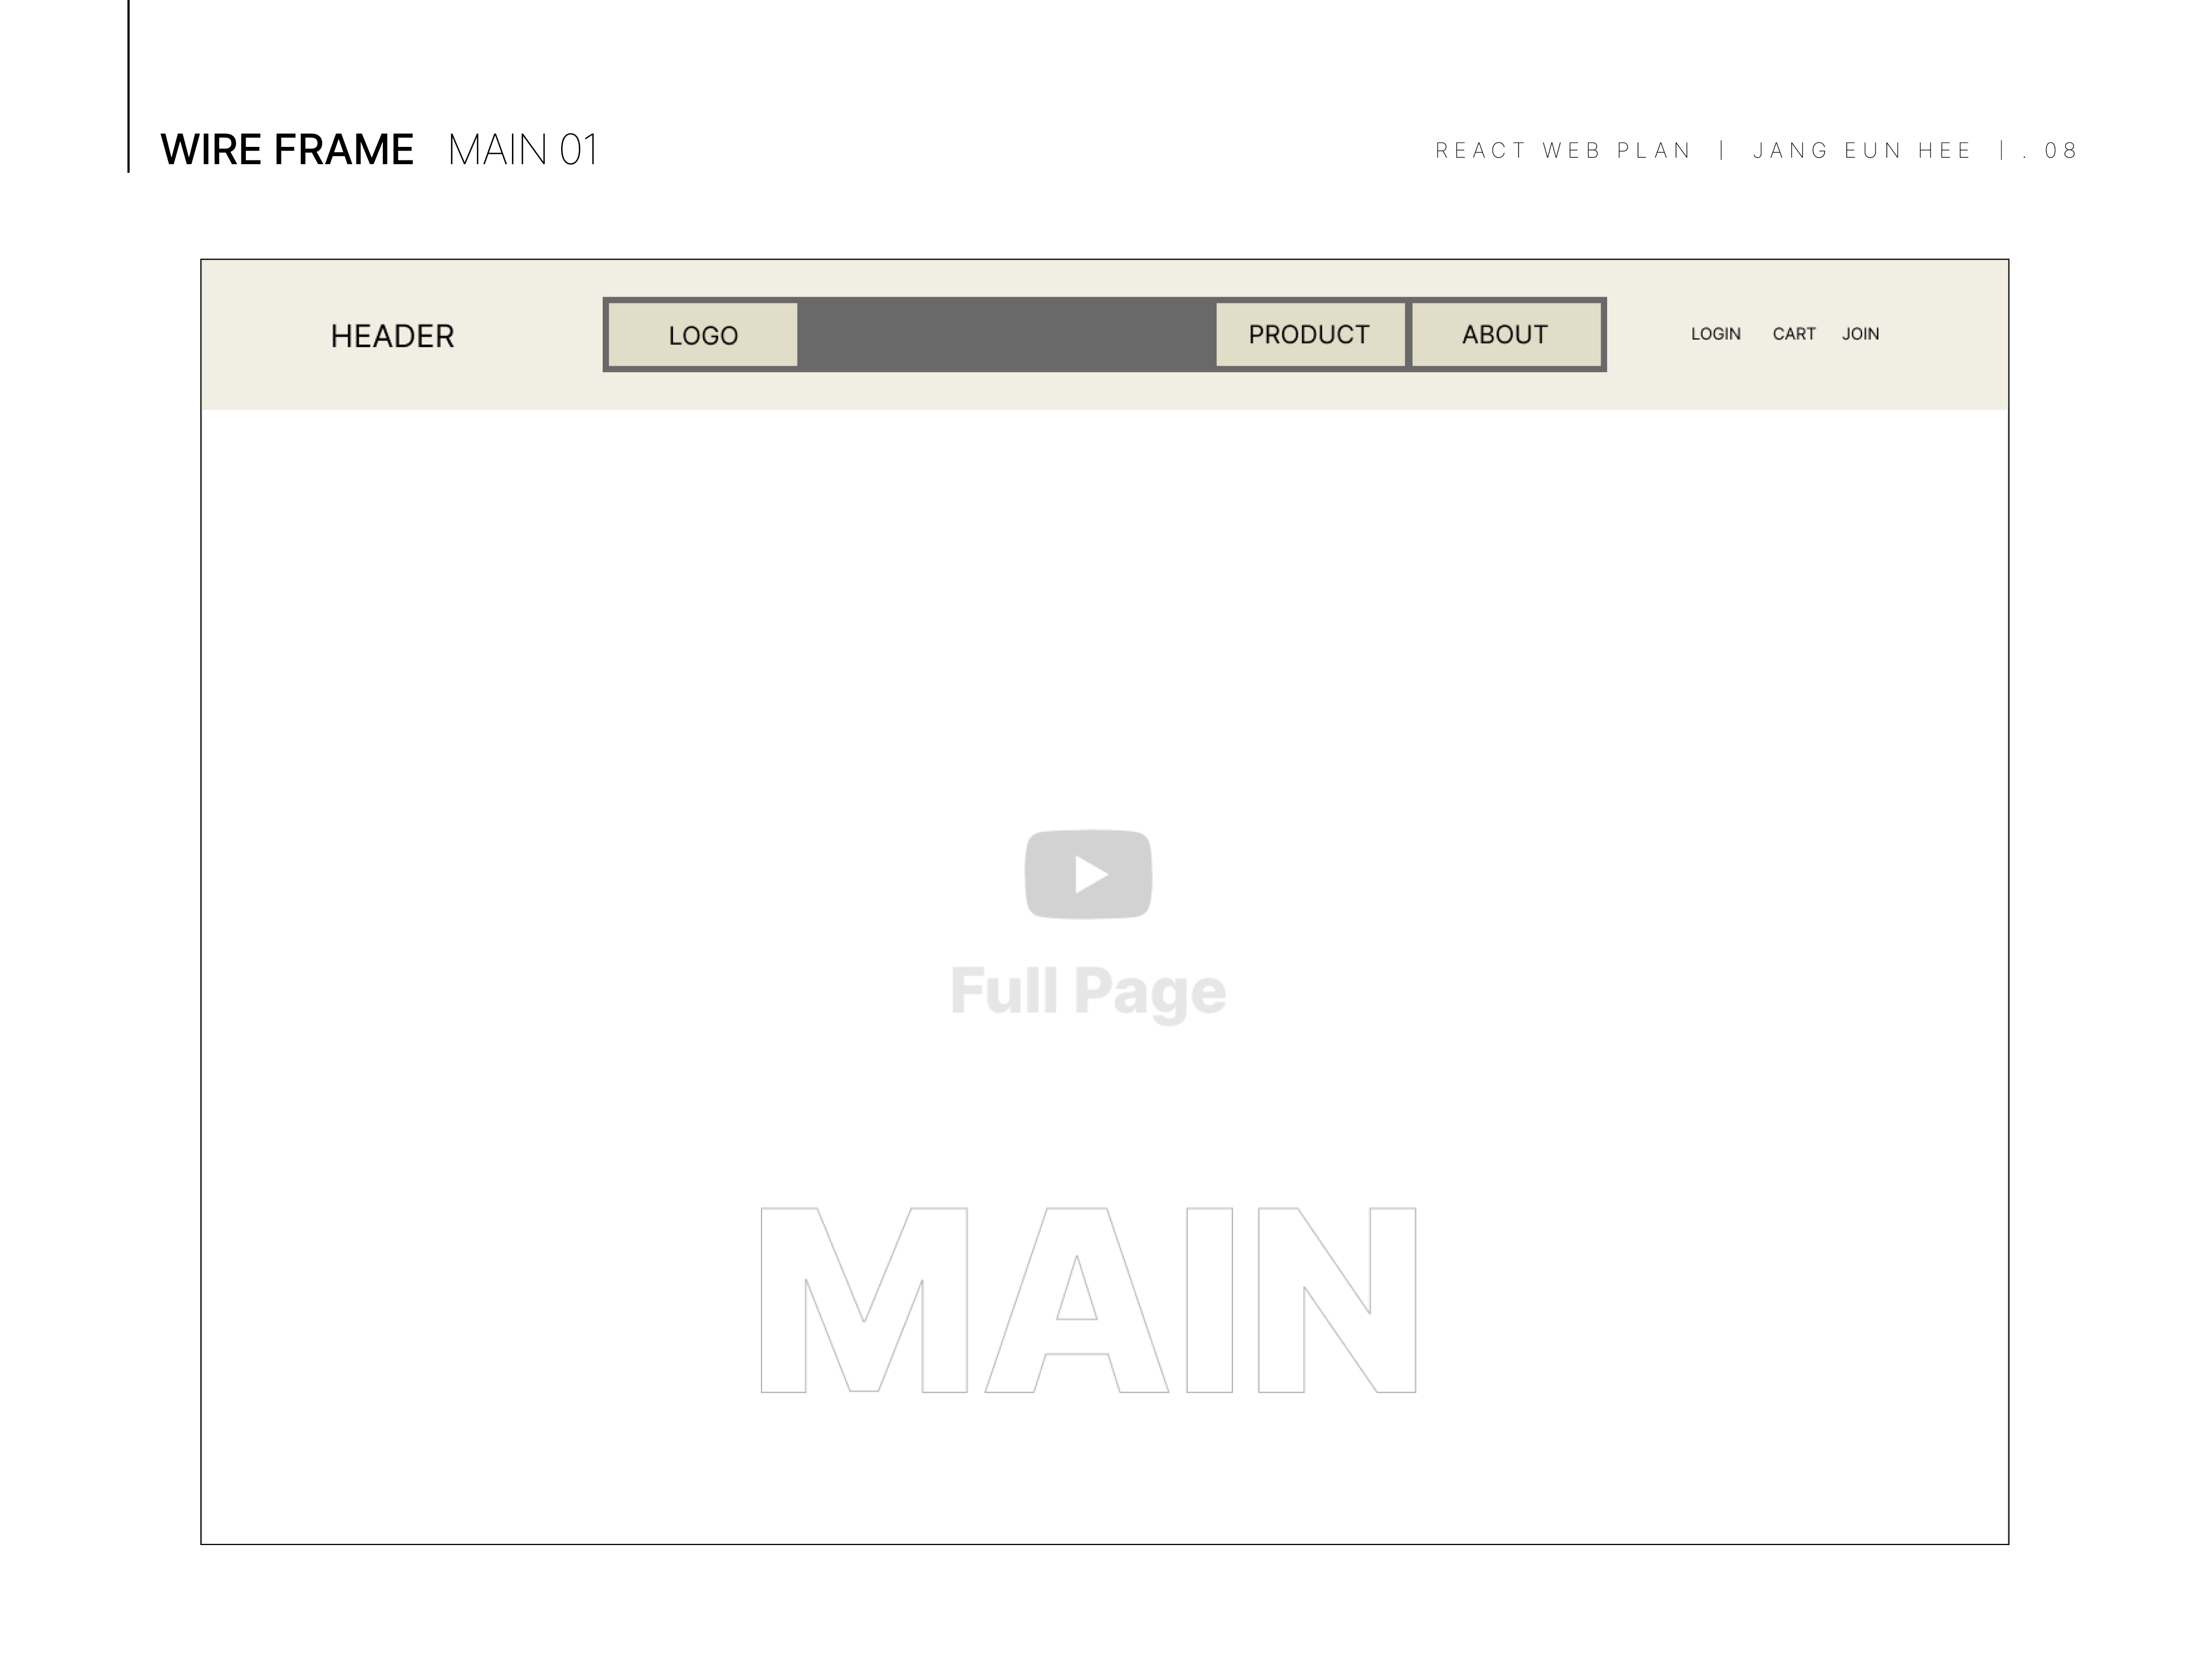 WIRE FRAME MAIN 01
REACT WEB PLAN | JANG EUN HEE | . 08
HEADER
LOGO
PRODUCT
ABOUT
LOGIN CART JOIN
Full Page
MAIN